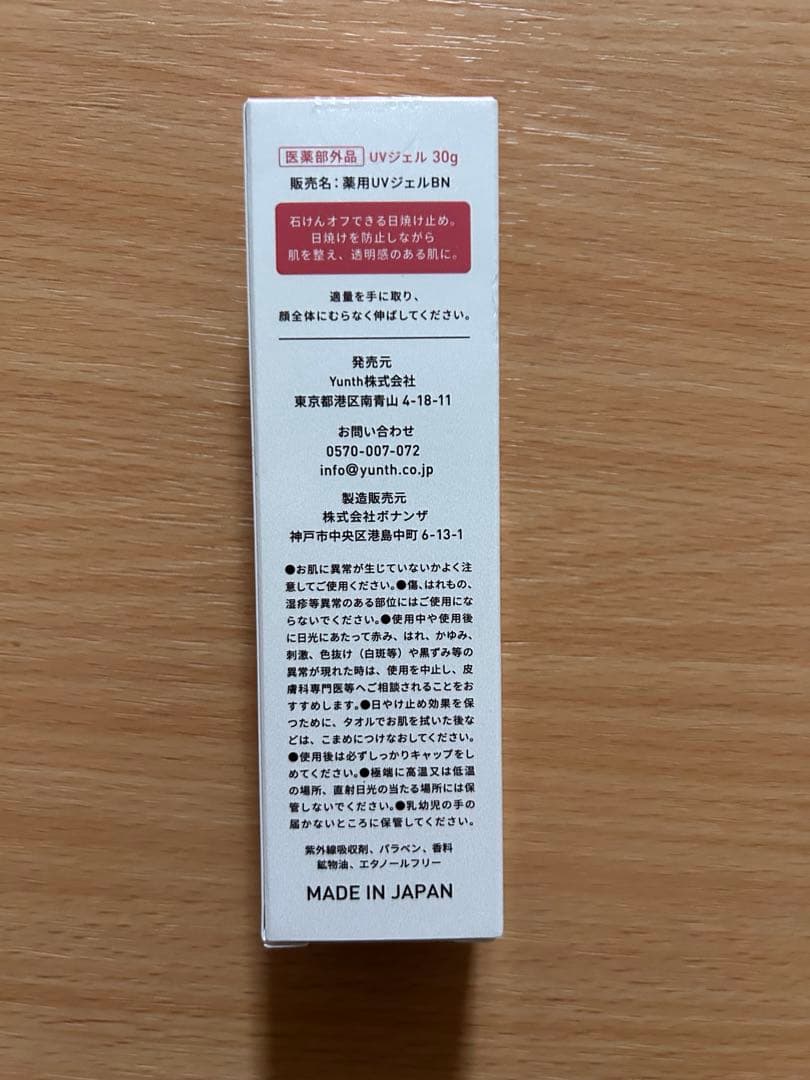 医薬部外品 UVジェル 30g
販売名：薬用UVジェルBN
石けんオフできる日焼け止め。
日焼けを防止しながら
肌を整え、透明感のある肌に。
適量を手に取り、
顔全体にむらなく伸ばしてください。
発売元
Yunth株式会社
東京都港区南青山 4-18-11
お問い合わせ
0570-007-072
info@yunth.co.jp
製造販売元
株式会社ボナンザ
神戸市中央区港島中町 6-13-1
●お肌に異常が生じていないかよく注
意してご使用ください。●傷、はれもの、
湿疹等異常のある部位にはご使用にな
らないでください。●使用中や使用後
に日光にあたって赤み、はれ、かゆみ、
刺激、色抜け（白斑等）や黒ずみ等の
異常が現れた時は、使用を中止し、皮
膚科専門医等へご相談されることをお
すすめします。●日やけ止め効果を保
つために、タオルでお肌を拭いた後な
どは、こまめにつけなおしてください。
●使用後は必ずしっかりキャップをし
めてください。●極端に高温又は低温
の場所、直射日光の当たる場所には保
管しないでください。●乳幼児の手の
届かないところに保管してください。
紫外線吸収剤、パラベン、香料
鉱物油、エタノールフリー
MADE IN JAPAN